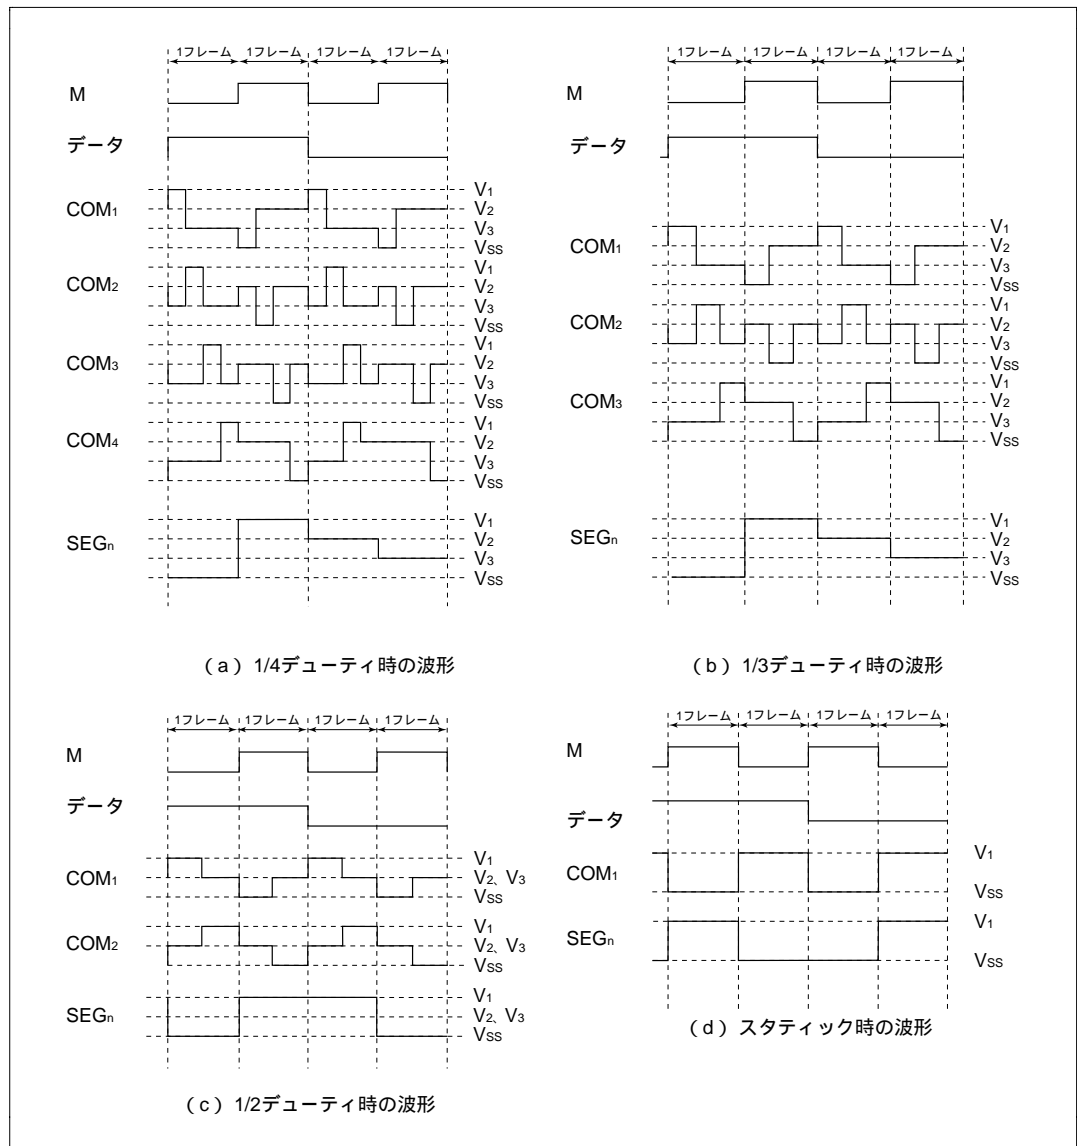 1フレーム 1フレーム 1フレーム 1フレーム
M
データ
COM1
V1
V2
V3
VSS
COM2
V1
V2
V3
VSS
COM3
V1
V2
V3
VSS
COM4
V1
V2
V3
VSS
SEGn
V1
V2
V3
VSS
(a) 1/4デューティ時の波形
1フレーム 1フレーム 1フレーム 1フレーム
M
データ
COM1
V1
V2
V3
VSS
COM2
V1
V2
V3
VSS
COM3
V1
V2
V3
VSS
SEGn
V1
V2
V3
VSS
(b) 1/3デューティ時の波形
1フレーム 1フレーム 1フレーム 1フレーム
M
データ
COM1
V1
V2、V3
VSS
COM2
V1
V2、V3
VSS
SEGn
V1
V2、V3
VSS
(c) 1/2デューティ時の波形
1フレーム 1フレーム 1フレーム 1フレーム
M
データ
COM1
V1
VSS
SEGn
V1
VSS
(d) スタティック時の波形